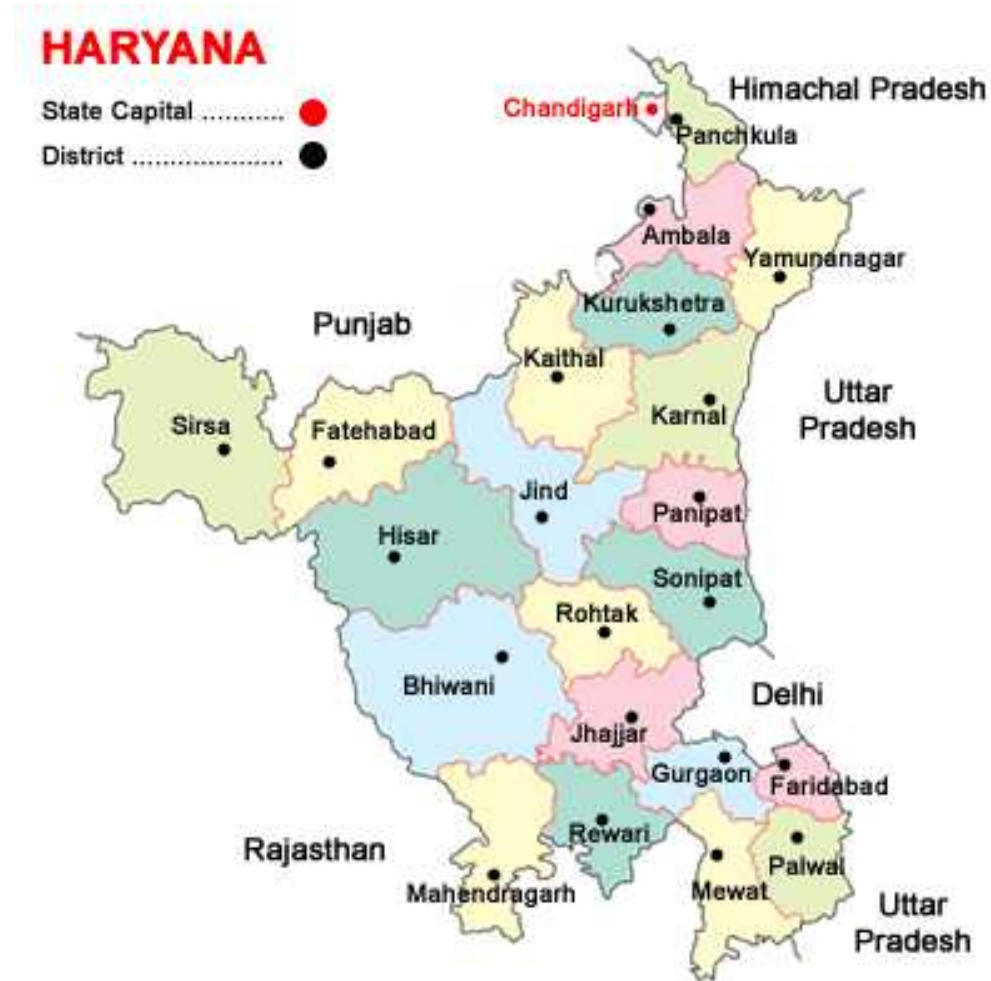 HARYANA
State Capital ...........
District ....................
Himachal Pradesh
Chandigarh
Panchkula
Ambala
Yamunanagar
Kurukshetra
Punjab
Kaithal
Uttar
Pradesh
Karnal
Sirsa
Fatehabad
Jind
Panipat
Hisar
Sonipat
Rohtak
Bhiwani
Delhi
Jhajjar
Gurgaon
Faridabad
Rewari
Rajasthan
Palwal
Mahendragarh
Mewat
Uttar
Pradesh